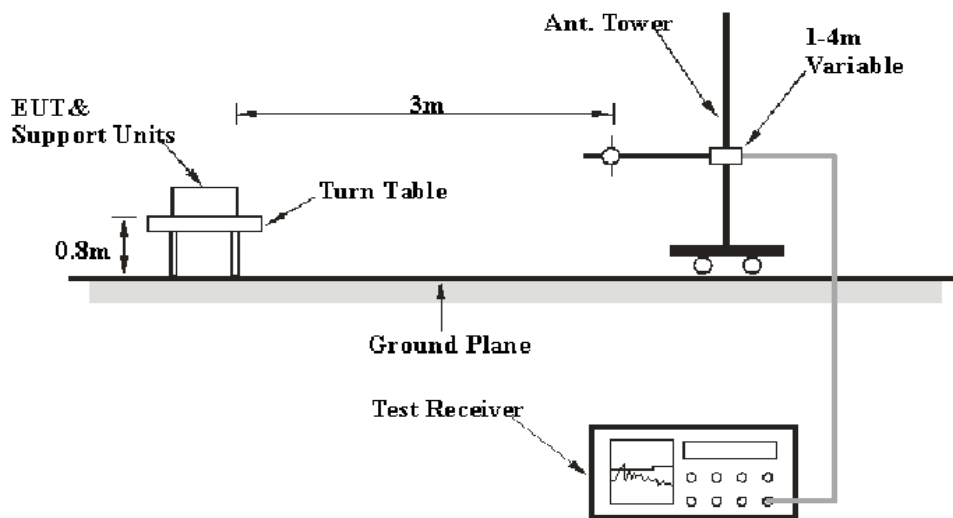 Ant. Tower
1-4m
Variable
EUT&
Support Units
3m
Turn Table
0.8m
Ground Plane
Test Receiver